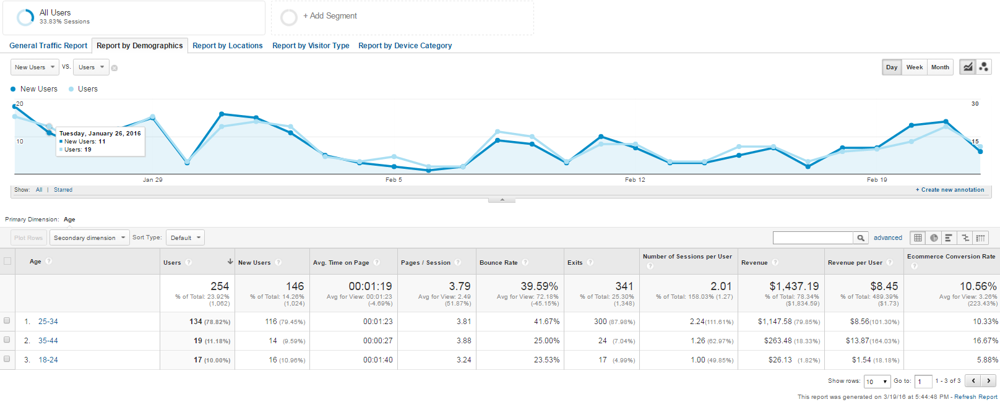 All Users
33.83% Sessions
+ Add Segment
General Traffic Report Report by Demographics Report by Locations Report by Visitor Type Report by Device Category
New Users VS. Users Day Week Month
New Users Users
20 30
Tuesday, January 26, 2016
New Users: 11
Users: 19
10 15
Jan 29 Feb 5 Feb 12 Feb 19
Show: All | Starred + Create new annotation
Primary Dimension: Age
Plot Rows Secondary dimension Sort Type: Default advanced
Age ? Users ? New Users ? Avg. Time on Page ? Pages / Session ? Bounce Rate ? Exits ? Number of Sessions per User ? Revenue ? Revenue per User ? Ecommerce Conversion Rate ?
254 146 00:01:19 3.79 39.59% 341 2.01 $1,437.19 $8.45 10.56%
% of Total: 23.92% % of Total: 14.26% Avg for View: 00:01:23 Avg for View: 2.49 Avg for View: 72.18% % of Total: 25.30% % of Total: 158.03% (1.27) % of Total: 78.34% % of Total: 489.39% Avg for View: 3.26%
(1,062) (1,024) (-4.69%) (51.87%) (-45.15%) (1,348) ($1,834.59) ($1.73) (223.43%)
1. 25-34 134 (78.82%) 116 (79.45%) 00:01:23 3.81 41.67% 300 (87.98%) 2.24(111.61%) $1,147.58 (79.85%) $8.56(101.30%) 10.33%
2. 35-44 19 (11.18%) 14 (9.59%) 00:00:27 3.88 25.00% 24 (7.04%) 1.26 (62.97%) $263.48 (18.33%) $13.87(164.03%) 16.67%
3. 18-24 17 (10.00%) 16 (10.96%) 00:01:40 3.24 23.53% 17 (4.99%) 1.00 (49.85%) $26.13 (1.82%) $1.54 (18.18%) 5.88%
Show rows: 10 Go to: 1 1 - 3 of 3
This report was generated on 3/19/16 at 5:44:48 PM - Refresh Report